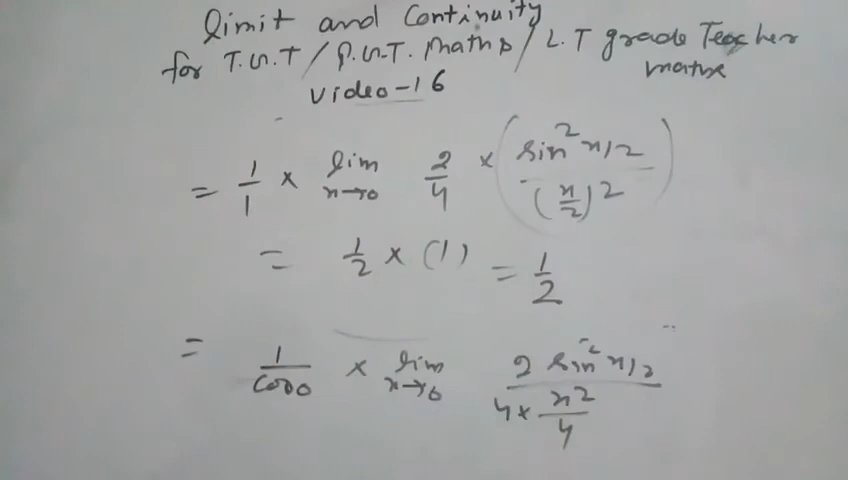 limit and Continuity
for T.G.T / P.G.T. Maths / L.T grade Teacher
maths
video-16
= 1/1 × lim x→0 2/4 × (sin² x/2 / (x/2)²)
= 1/2 × (1) = 1/2
= 1/cos0 × lim x→0 2 sin² x/2 / 4 × x²/4